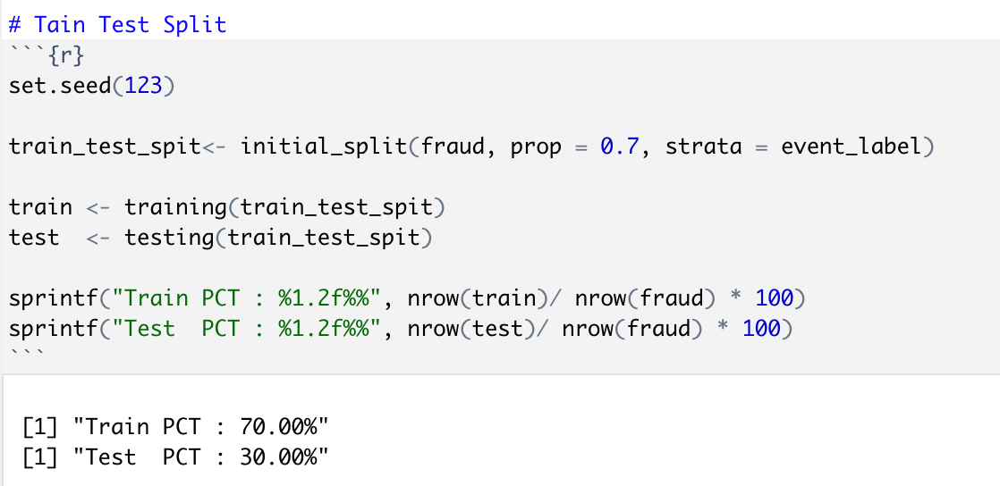 # Tain Test Split
```{r}
set.seed(123)
train_test_spit<- initial_split(fraud, prop = 0.7, strata = event_label)
train <- training(train_test_spit)
test  <- testing(train_test_spit)
sprintf("Train PCT : %1.2f%%", nrow(train)/ nrow(fraud) * 100)
sprintf("Test  PCT : %1.2f%%", nrow(test)/ nrow(fraud) * 100)
```
[1] "Train PCT : 70.00%"
[1] "Test  PCT : 30.00%"